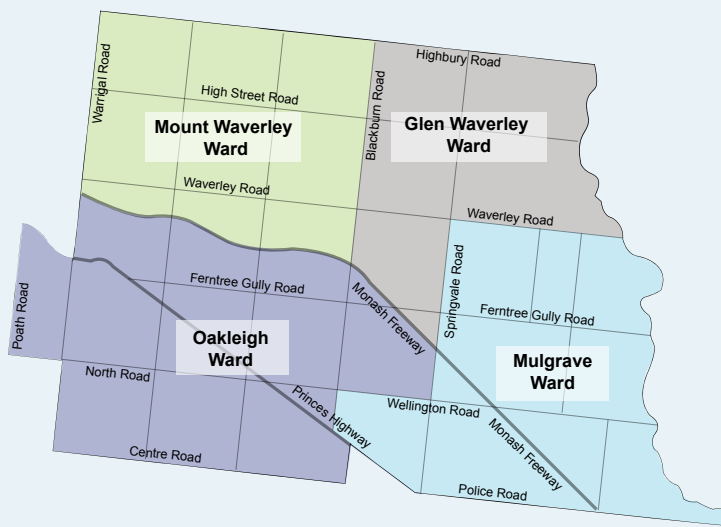 Highbury Road
Warrigal Road
Blackburn Road
High Street Road
Mount Waverley
Ward
Glen Waverley
Ward
Waverley Road
Waverley Road
Springvale Road
Poath Road
Ferntree Gully Road
Monash Freeway
Ferntree Gully Road
Oakleigh
Ward
Mulgrave
Ward
North Road
Princes Highway
Wellington Road
Monash Freeway
Centre Road
Police Road